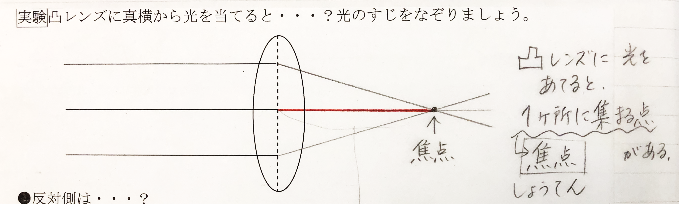 実験凸レンズに真横から光を当てると・・・？光のすじをなぞりましょう。
凸レンズに光を
あてると、
1ヶ所に集まる点
焦点がある。
しょうてん
焦点
●反対側は・・・？